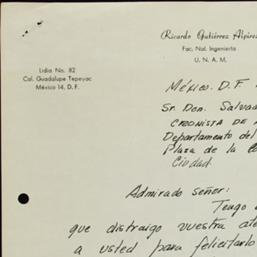 Ricardo Gutiérrez Alpires
Fac. Nal. Ingeniería
U. N. A. M.
Lidia No. 82
Col. Guadalupe Tepeyac
México 14, D. F.
México. D. F.
Sr. Don. Salvad
CRONISTA DE
Departamento del
Plaza de la
Ciudad.
Admirado señor:
Tengo
que distraigo vuestra ate
a usted para felicitarlo